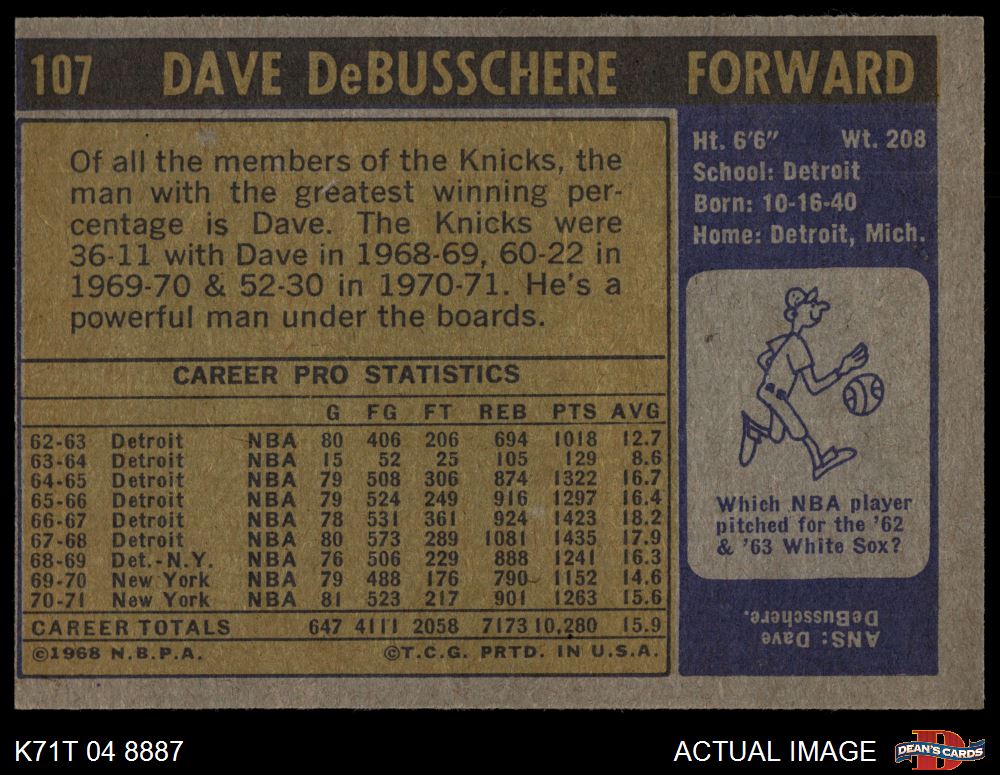 107 DAVE DeBUSSCHERE FORWARD
Of all the members of the Knicks, the
man with the greatest winning per-
centage is Dave. The Knicks were
36-11 with Dave in 1968-69, 60-22 in
1969-70 & 52-30 in 1970-71. He's a
powerful man under the boards.
CAREER PRO STATISTICS
G FG FT REB PTS AVG
62-63 Detroit NBA 80 406 206 694 1018 12.7
63-64 Detroit NBA 15 52 25 105 129 8.6
64-65 Detroit NBA 79 508 306 874 1322 16.7
65-66 Detroit NBA 79 524 249 916 1297 16.4
66-67 Detroit NBA 78 531 361 924 1423 18.2
67-68 Detroit NBA 80 573 289 1081 1435 17.9
68-69 Det.-N.Y. NBA 76 506 229 888 1241 16.3
69-70 New York NBA 79 488 176 790 1152 14.6
70-71 New York NBA 81 523 217 901 1263 15.6
CAREER TOTALS 647 4111 2058 7173 10,280 15.9
©1968 N.B.P.A. ©T.C.G. PRTD. IN U.S.A.
Ht. 6'6" Wt. 208
School: Detroit
Born: 10-16-40
Home: Detroit, Mich.
Which NBA player
pitched for the '62
& '63 White Sox?
ANS: Dave
DeBusschere.
K71T 04 8887
ACTUAL IMAGE
DEAN'S CARDS